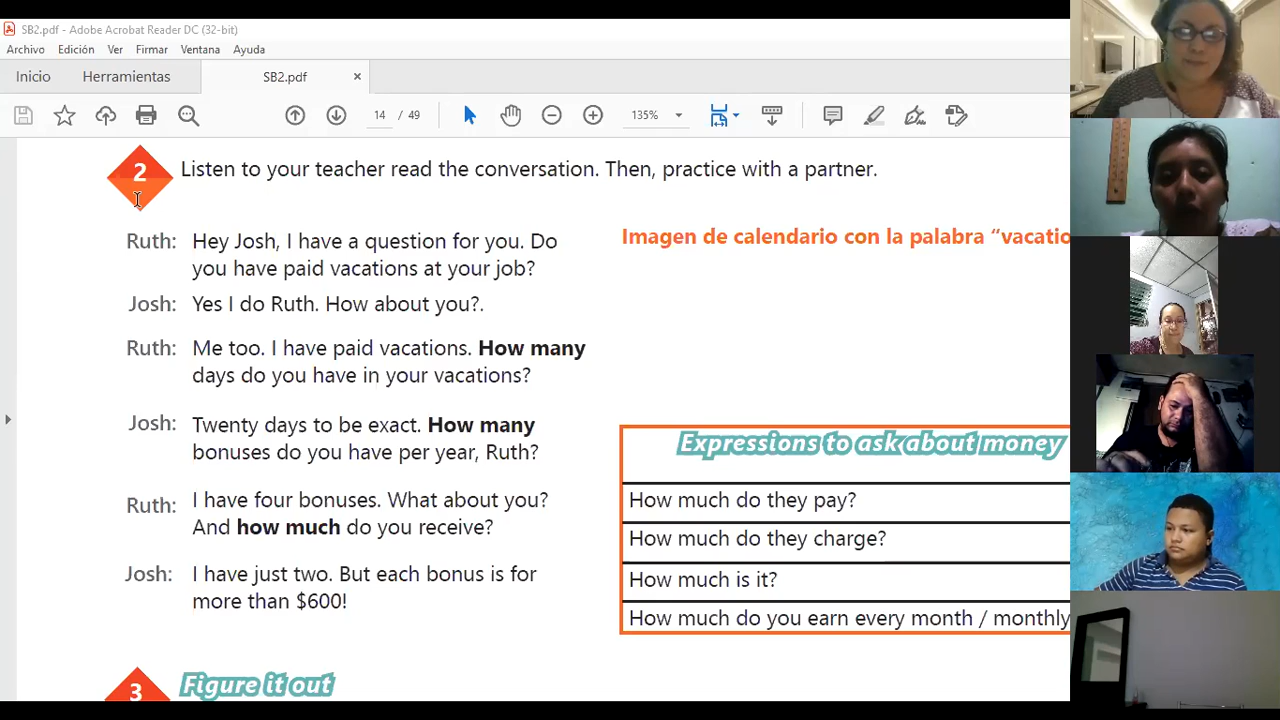 SB2.pdf - Adobe Acrobat Reader DC (32-bit)
Archivo Edición Ver Firmar Ventana Ayuda
Inicio Herramientas SB2.pdf ×
14 / 49 135%
2 Listen to your teacher read the conversation. Then, practice with a partner.
Ruth: Hey Josh, I have a question for you. Do
you have paid vacations at your job?
Josh: Yes I do Ruth. How about you?.
Ruth: Me too. I have paid vacations. How many
days do you have in your vacations?
Josh: Twenty days to be exact. How many
bonuses do you have per year, Ruth?
Ruth: I have four bonuses. What about you?
And how much do you receive?
Josh: I have just two. But each bonus is for
more than $600!
Imagen de calendario con la palabra “vacatio
Expressions to ask about money
How much do they pay?
How much do they charge?
How much is it?
How much do you earn every month / monthly
3 Figure it out